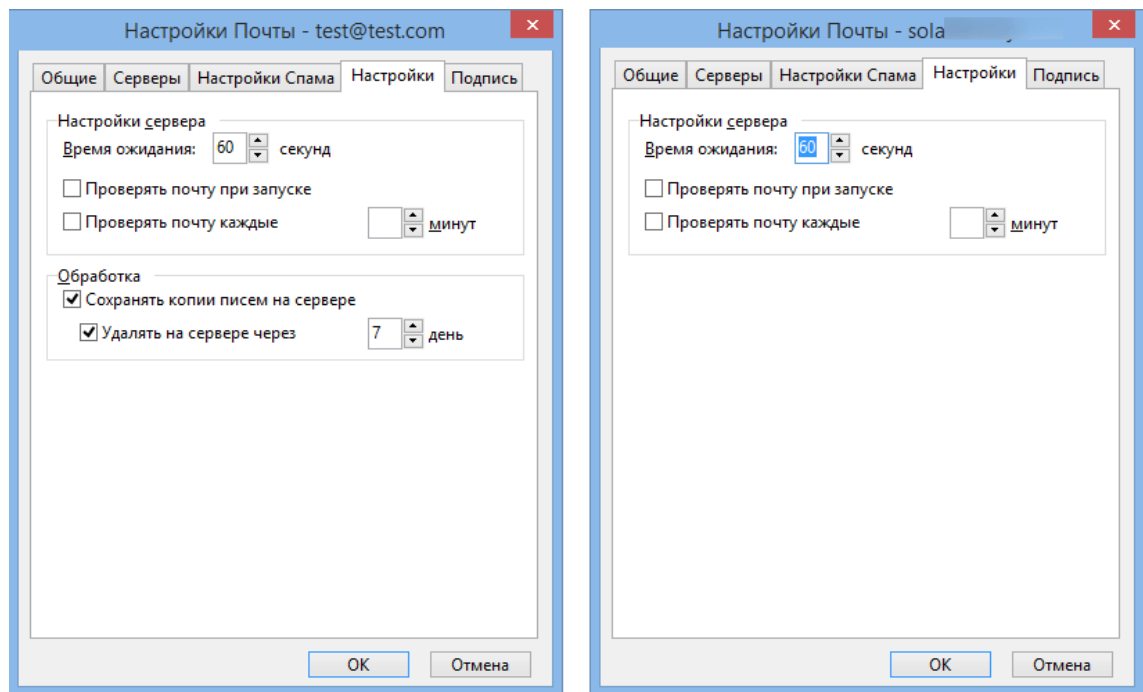 Настройки Почты - test@test.com
Общие Серверы Настройки Спама Настройки Подпись
Настройки сервера
Время ожидания: 60 секунд
Проверять почту при запуске
Проверять почту каждые минут
Обработка
Сохранять копии писем на сервере
Удалять на сервере через 7 день
OK Отмена
Настройки Почты - sola
Общие Серверы Настройки Спама Настройки Подпись
Настройки сервера
Время ожидания: 60 секунд
Проверять почту при запуске
Проверять почту каждые минут
OK Отмена